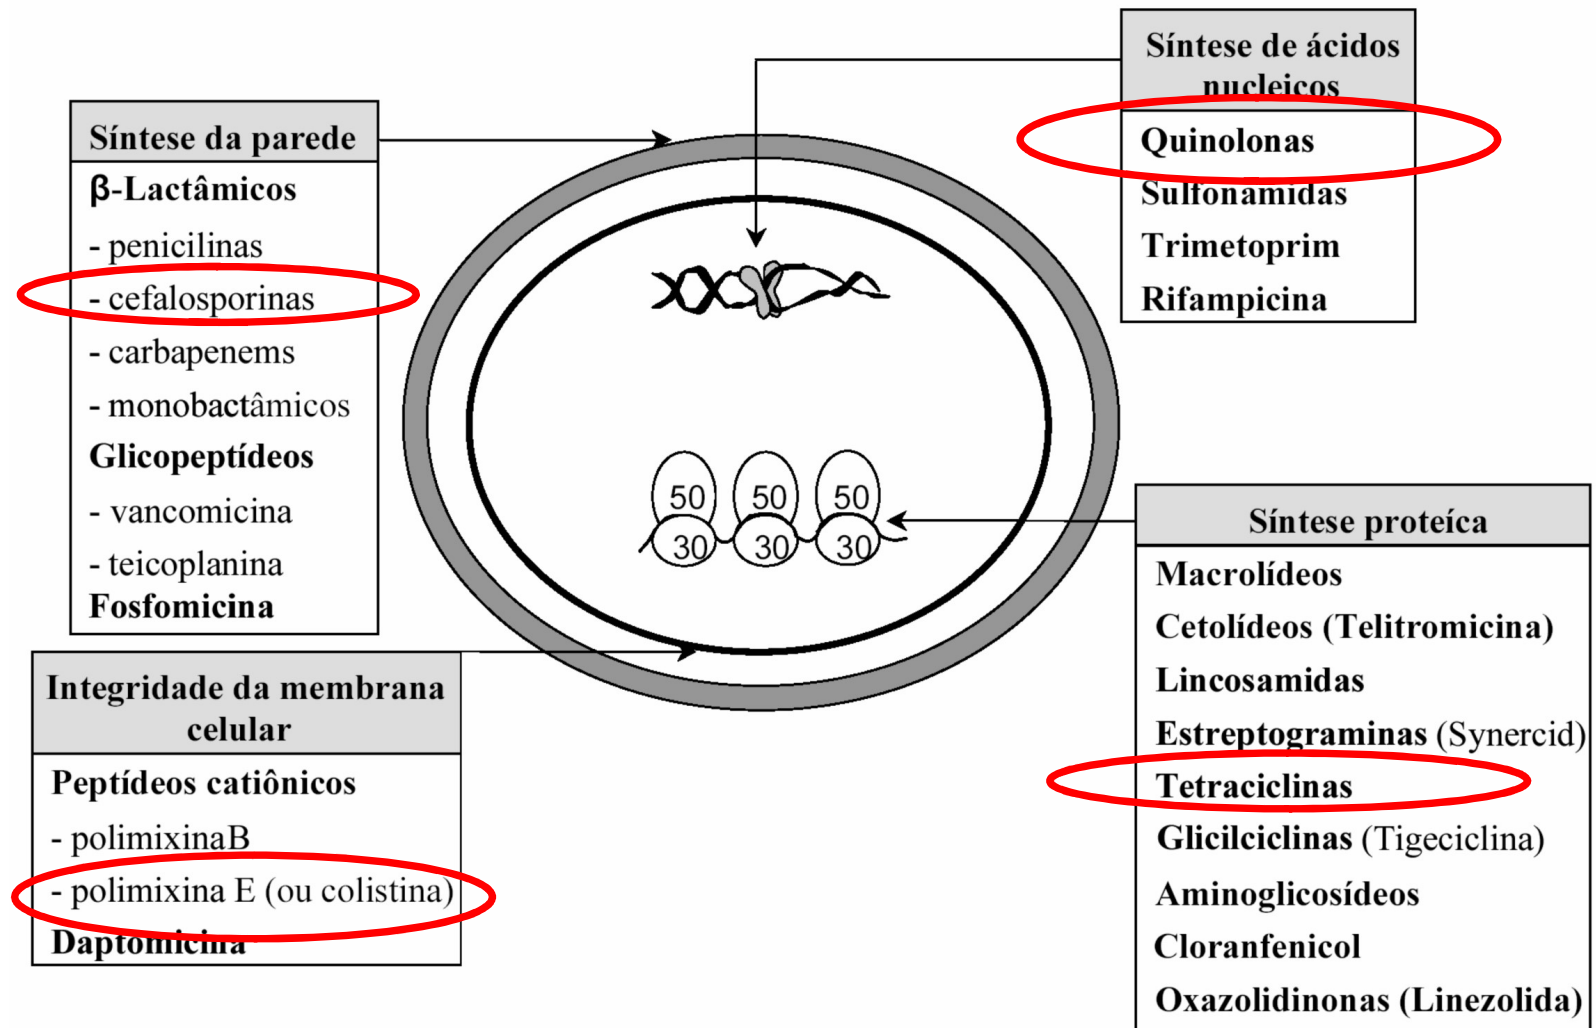 Síntese de ácidos
nucleicos
Quinolonas
Sulfonamidas
Trimetoprim
Rifampicina
Síntese da parede
β-Lactâmicos
- penicilinas
- cefalosporinas
- carbapenems
- monobactâmicos
Glicopeptídeos
- vancomicina
- teicoplanina
Fosfomicina
50 50 50
30 30 30
Integridade da membrana
celular
Peptídeos catiônicos
- polimixinaB
- polimixina E (ou colistina)
Daptomicina
Síntese proteíca
Macrolídeos
Cetolídeos (Telitromicina)
Lincosamidas
Estreptograminas (Synercid)
Tetraciclinas
Glicilciclinas (Tigeciclina)
Aminoglicosídeos
Cloranfenicol
Oxazolidinonas (Linezolida)